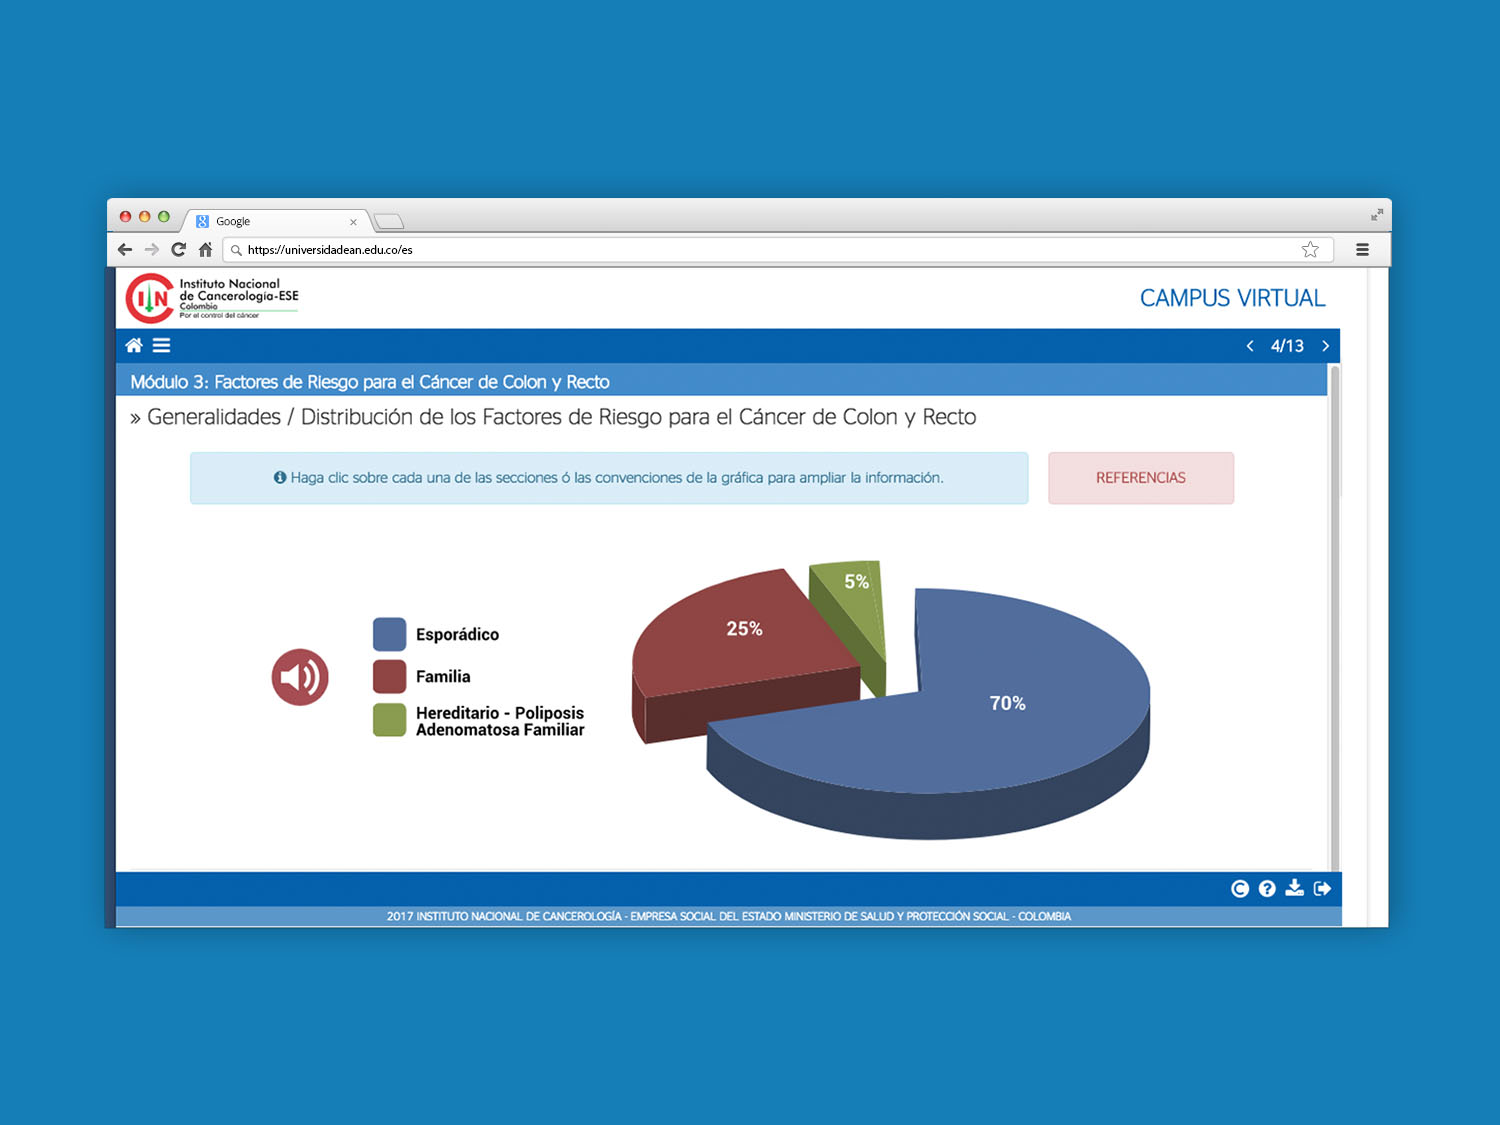 Google
https://universidadean.edu.co/es
Instituto Nacional
de Cancerología-ESE
Colombia
Por el control del cáncer
CAMPUS VIRTUAL
4/13
Módulo 3: Factores de Riesgo para el Cáncer de Colon y Recto
» Generalidades / Distribución de los Factores de Riesgo para el Cáncer de Colon y Recto
Haga clic sobre cada una de las secciones ó las convenciones de la gráfica para ampliar la información.
REFERENCIAS
5%
25%
70%
Esporádico
Familia
Hereditario - Poliposis
Adenomatosa Familiar
2017 INSTITUTO NACIONAL DE CANCEROLOGÍA - EMPRESA SOCIAL DEL ESTADO MINISTERIO DE SALUD Y PROTECCIÓN SOCIAL - COLOMBIA